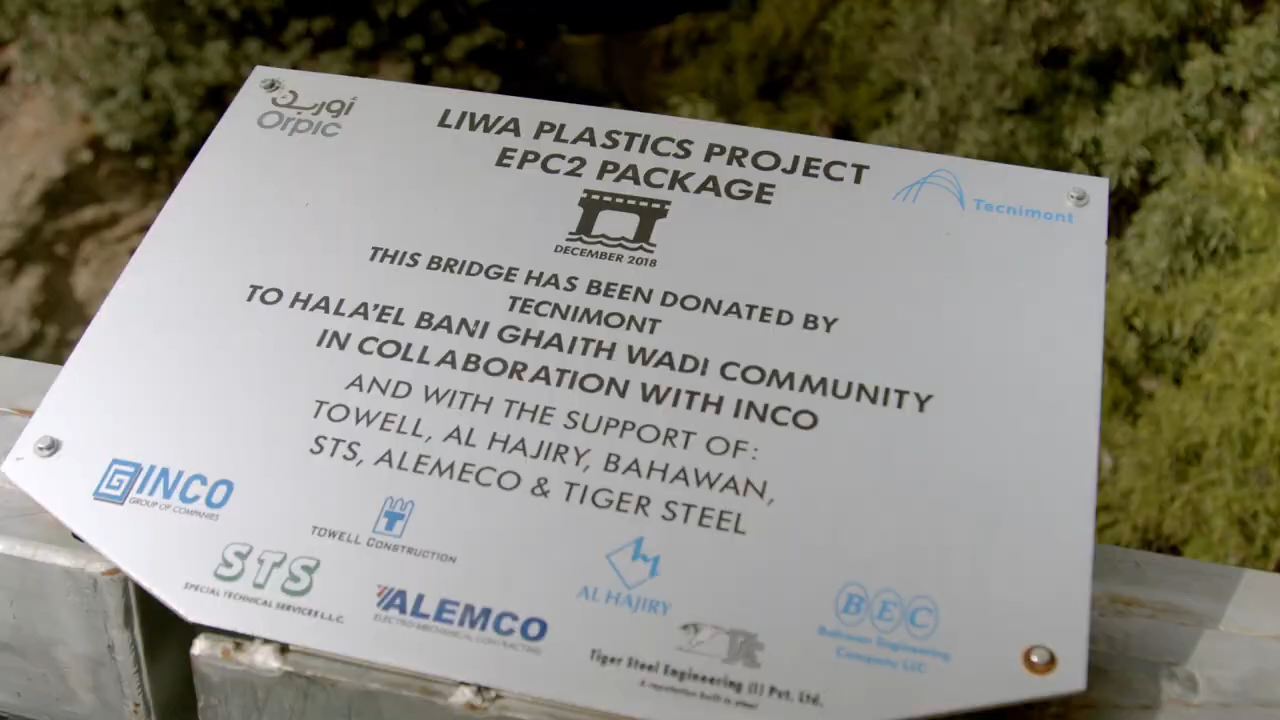 أوربك
Orpic
LIWA PLASTICS PROJECT
EPC2 PACKAGE
Tecnimont
DECEMBER 2018
THIS BRIDGE HAS BEEN DONATED BY
TECNIMONT
TO HALA'EL BANI GHAITH WADI COMMUNITY
IN COLLABORATION WITH INCO
AND WITH THE SUPPORT OF:
TOWELL, AL HAJIRY, BAHAWAN,
STS, ALEMECO & TIGER STEEL
INCO
GROUP OF COMPANIES
TOWELL CONSTRUCTION
STS
SPECIAL TECHNICAL SERVICES L.L.C.
ALEMCO
ELECTRO MECHANICAL CONTRACTING
AL HAJIRY
Tiger Steel Engineering (I) Pvt. Ltd.
A reputation built in steel
BEC
Bahwan Engineering
Company LLC